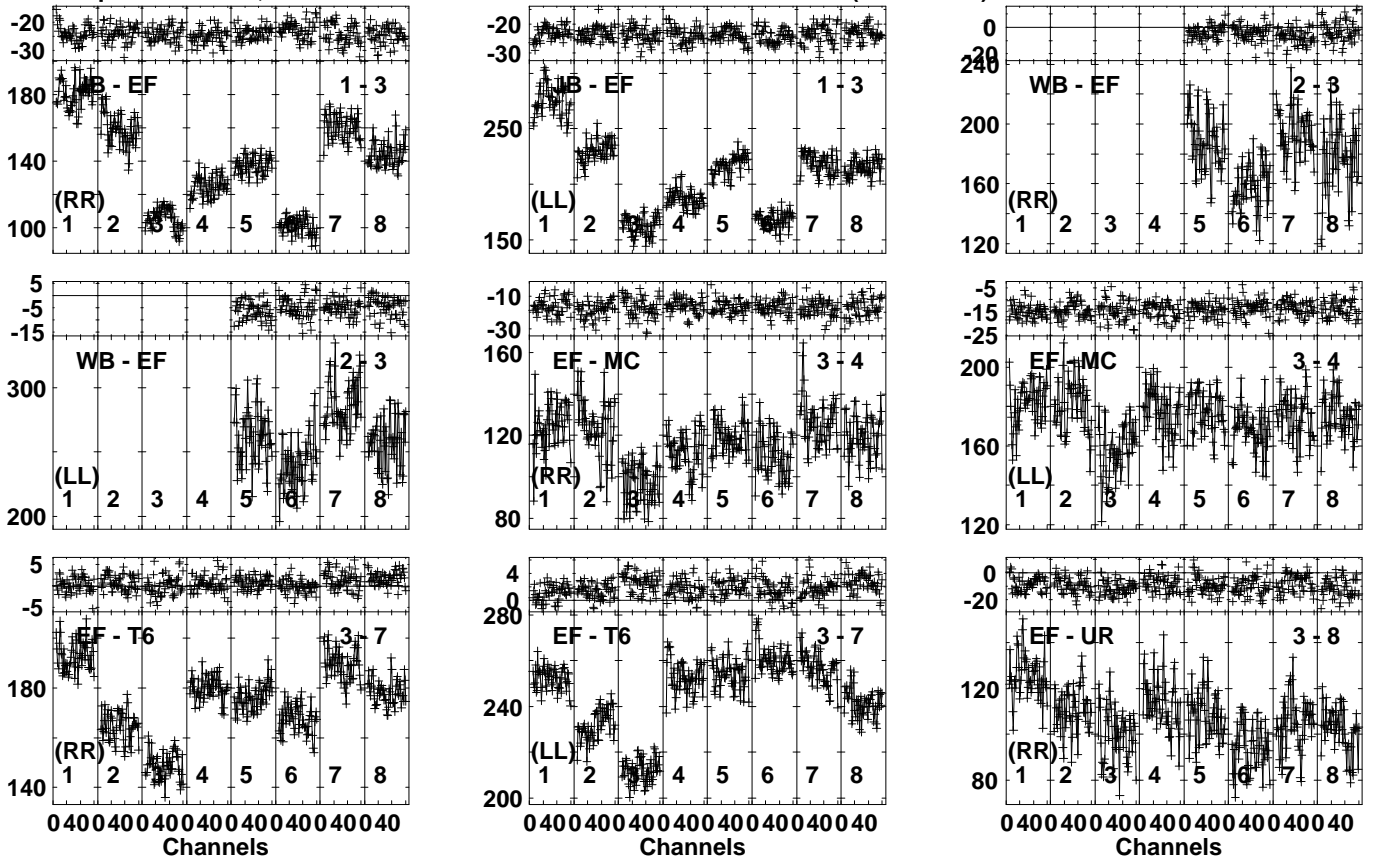 -20
-30
180
140
100
JB - EF 1 - 3
(RR)
1 2 3 4 5 6 7 8
-20
-30
250
150
JB - EF 1 - 3
(LL)
1 2 3 4 5 6 7 8
0
-20
240
200
160
120
WB - EF 2 - 3
(RR)
1 2 3 4 5 6 7 8
5
-5
-15
300
200
WB - EF 2 - 3
(LL)
1 2 3 4 5 6 7 8
-10
-30
160
120
80
EF - MC 3 - 4
(RR)
1 2 3 4 5 6 7 8
-5
-15
-25
200
160
120
EF - MC 3 - 4
(LL)
1 2 3 4 5 6 7 8
5
-5
180
140
EF - T6 3 - 7
(RR)
1 2 3 4 5 6 7 8
0 40 0 40 0 40 0 40 0 40 0 40 0 40 0 40
Channels
4
0
280
240
200
EF - T6 3 - 7
(LL)
1 2 3 4 5 6 7 8
0 40 0 40 0 40 0 40 0 40 0 40 0 40 0 40
Channels
0
-20
120
80
EF - UR 3 - 8
(RR)
1 2 3 4 5 6 7 8
0 40 0 40 0 40 0 40 0 40 0 40 0 40 0 40
Channels